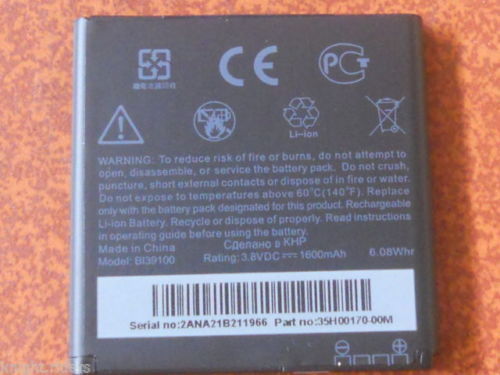 CE
Li-ion
WARNING: To reduce risk of fire or burns, do not attempt to
open, disassemble, or service the battery pack. Do not crush,
puncture, short external contacts or dispose of in fire or water.
Do not expose to temperatures above 60°C(140°F). Replace
only with the battery pack designated for this product. Rechargeable
Li-ion Battery. Recycle or dispose of properly. Read instructions
in operating guide before using battery pack.
Made in China Сделано в КНР
Model: BI39100 Rating: 3.8VDC⎓1600mAh 6.08Whr
Serial no:2ANA21B211966 Part no:35H00170-00M